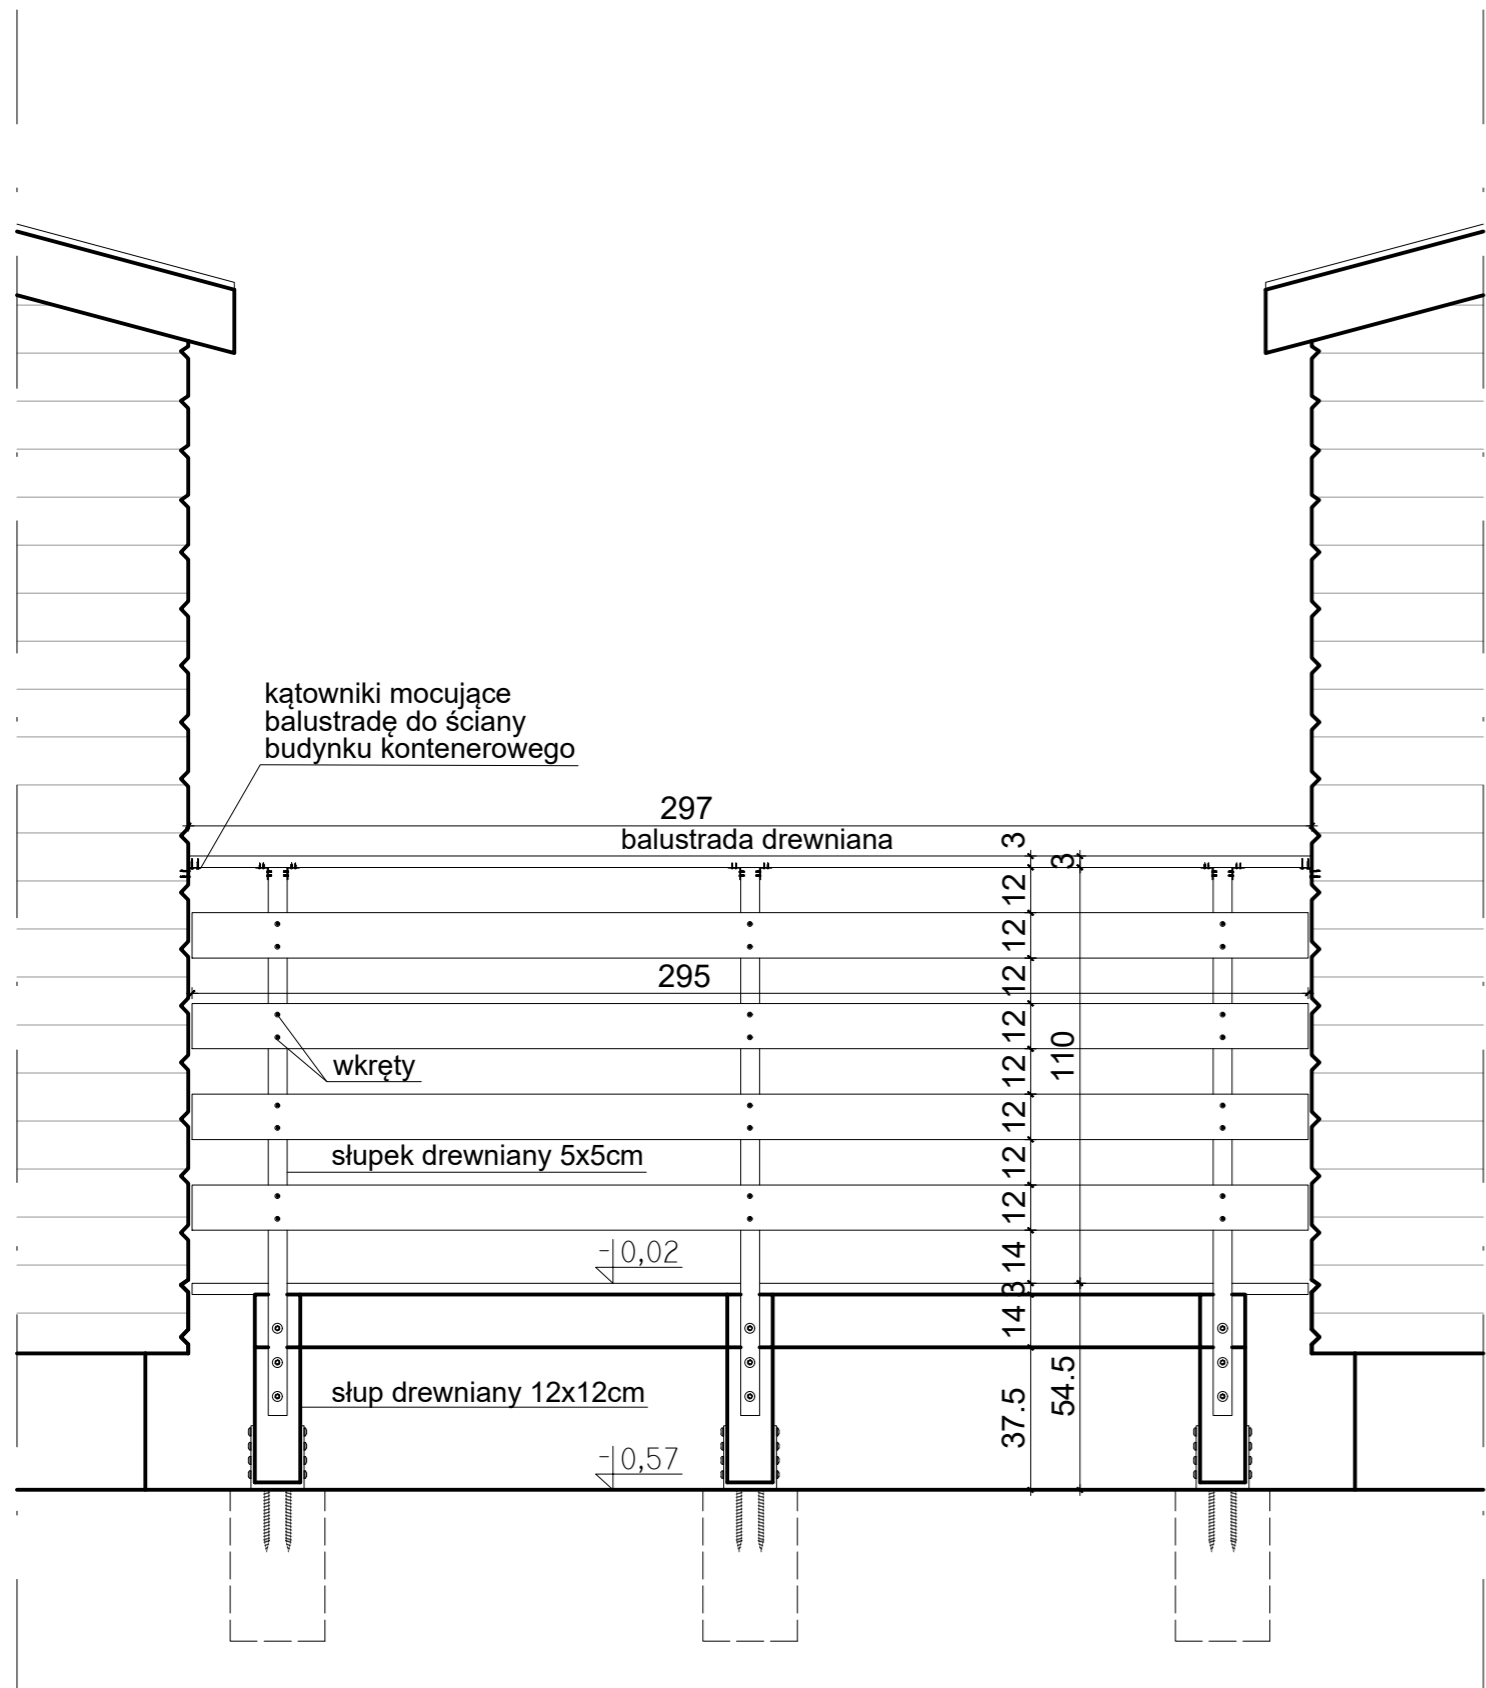 kątowniki mocujące
balustradę do ściany
budynku kontenerowego
297
balustrada drewniana
3
3
12
12
12
295
12
110
12
wkręty
12
12
słupek drewniany 5x5cm
12
-0,02
14
3
14
54.5
słup drewniany 12x12cm
37.5
-0,57